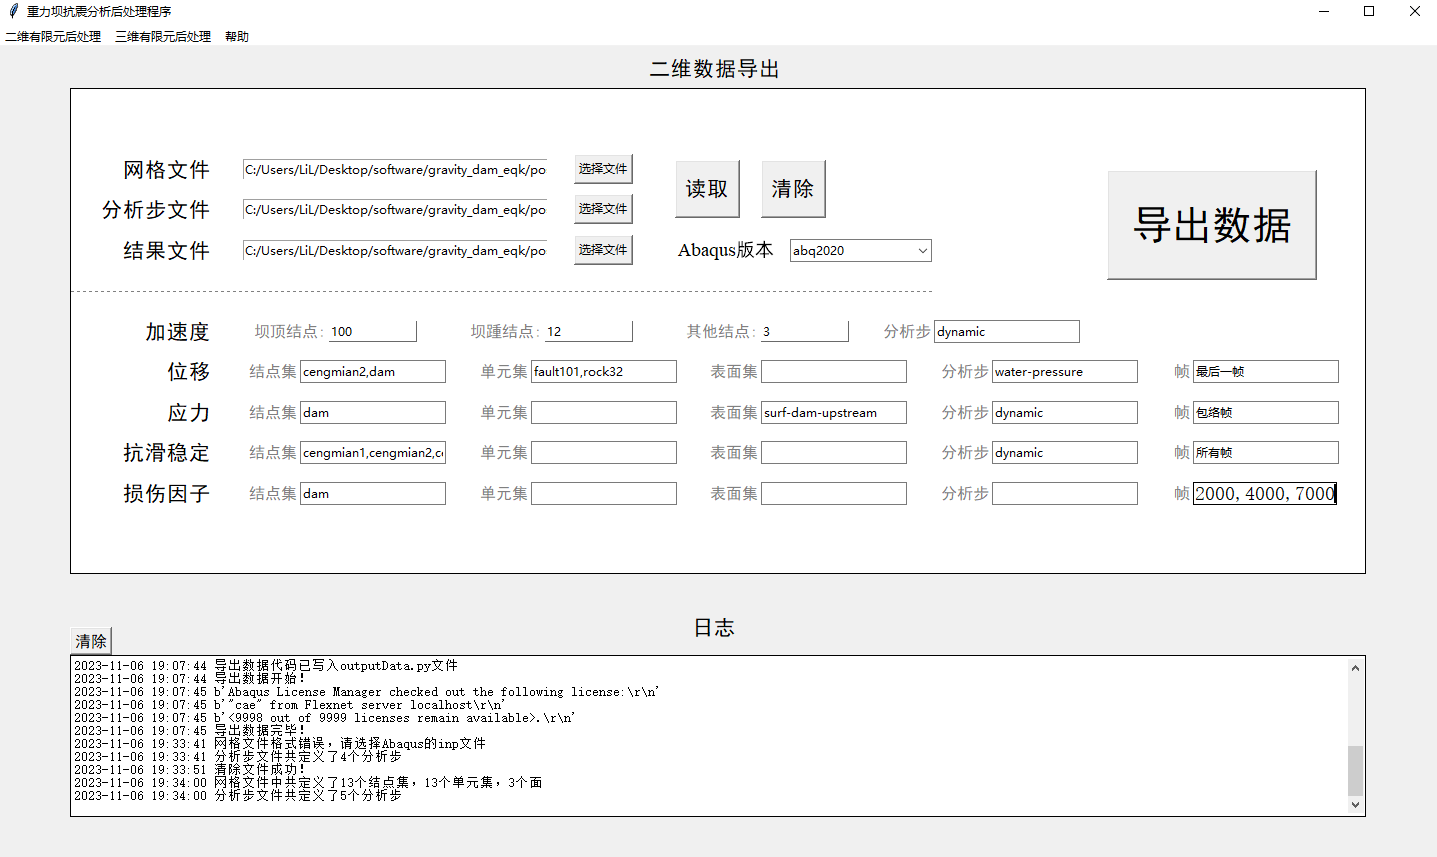 重力坝抗震分析后处理程序
二维有限元后处理 三维有限元后处理 帮助
二维数据导出
网格文件 C:/Users/LiL/Desktop/software/gravity_dam_eqk/po 选择文件
分析步文件 C:/Users/LiL/Desktop/software/gravity_dam_eqk/po 选择文件
结果文件 C:/Users/LiL/Desktop/software/gravity_dam_eqk/po 选择文件
读取 清除
Abaqus版本 abq2020
导出数据
加速度 坝顶结点: 100 坝踵结点: 12 其他结点: 3 分析步 dynamic
位移 结点集 cengmian2,dam 单元集 fault101,rock32 表面集 分析步 water-pressure 帧 最后一帧
应力 结点集 dam 单元集 表面集 surf-dam-upstream 分析步 dynamic 帧 包络帧
抗滑稳定 结点集 cengmian1,cengmian2,c 单元集 表面集 分析步 dynamic 帧 所有帧
损伤因子 结点集 dam 单元集 表面集 分析步 帧 2000,4000,7000
日志
清除
2023-11-06 19:07:44 导出数据代码已写入outputData.py文件
2023-11-06 19:07:44 导出数据开始!
2023-11-06 19:07:45 b'Abaqus License Manager checked out the following license:\r\n'
2023-11-06 19:07:45 b'"cae" from Flexnet server localhost\r\n'
2023-11-06 19:07:45 b'<9998 out of 9999 licenses remain available>.\r\n'
2023-11-06 19:07:45 导出数据完毕!
2023-11-06 19:33:41 网格文件格式错误，请选择Abaqus的inp文件
2023-11-06 19:33:41 分析步文件共定义了4个分析步
2023-11-06 19:33:51 清除文件成功!
2023-11-06 19:34:00 网格文件中共定义了13个结点集，13个单元集，3个面
2023-11-06 19:34:00 分析步文件共定义了5个分析步